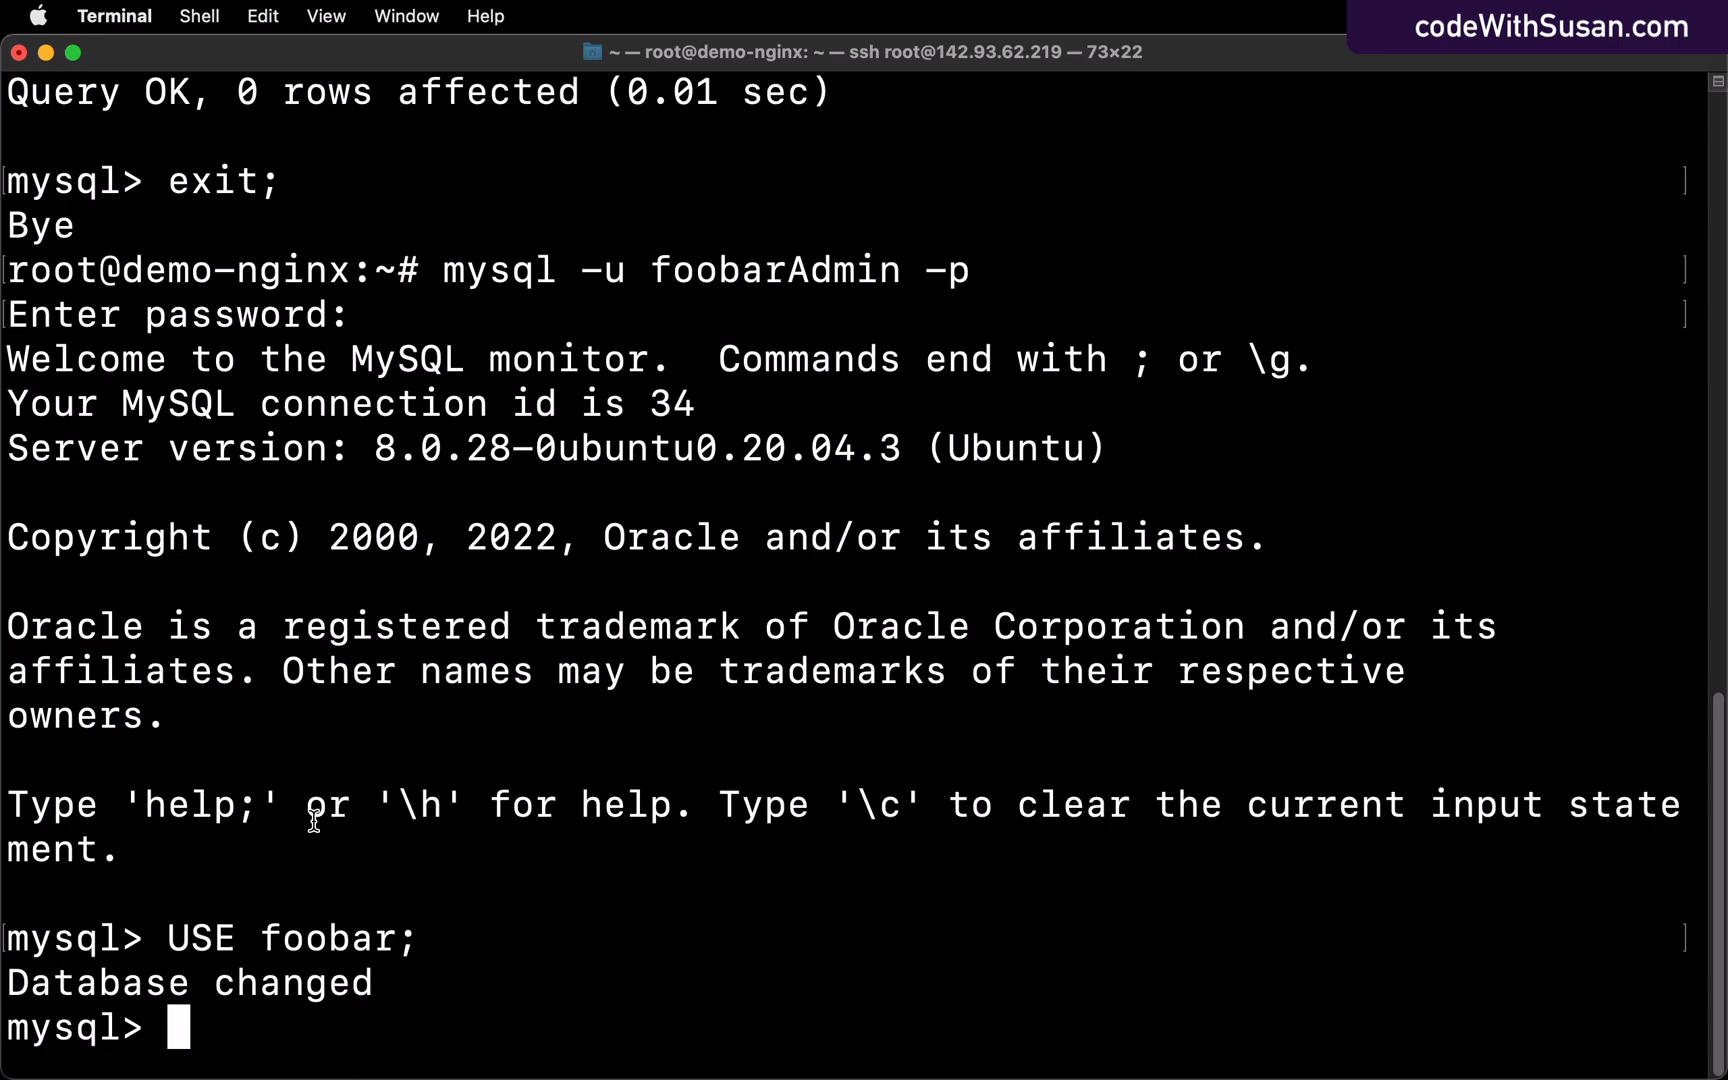 Terminal Shell Edit View Window Help
codeWithSusan.com
~ — root@demo-nginx: ~ — ssh root@142.93.62.219 — 73×22
Query OK, 0 rows affected (0.01 sec)
mysql> exit;
Bye
root@demo-nginx:~# mysql -u foobarAdmin -p
Enter password:
Welcome to the MySQL monitor.  Commands end with ; or \g.
Your MySQL connection id is 34
Server version: 8.0.28-0ubuntu0.20.04.3 (Ubuntu)
Copyright (c) 2000, 2022, Oracle and/or its affiliates.
Oracle is a registered trademark of Oracle Corporation and/or its
affiliates. Other names may be trademarks of their respective
owners.
Type 'help;' or '\h' for help. Type '\c' to clear the current input state
ment.
mysql> USE foobar;
Database changed
mysql>